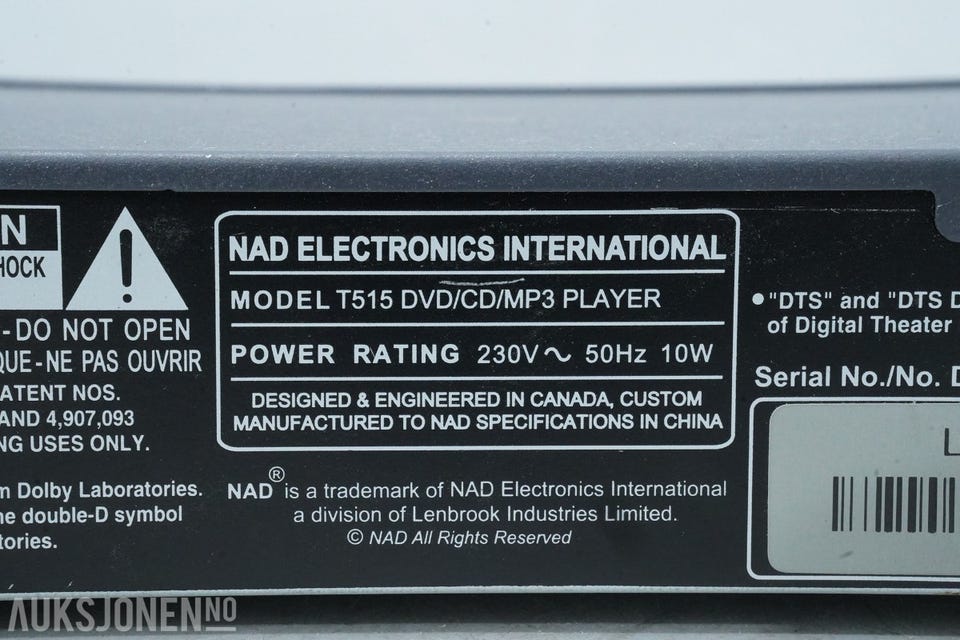 N
HOCK
- DO NOT OPEN
QUE - NE PAS OUVRIR
ATENT NOS.
AND 4,907,093
NG USES ONLY.
m Dolby Laboratories.
he double-D symbol
tories.
NAD ELECTRONICS INTERNATIONAL
MODEL T515 DVD/CD/MP3 PLAYER
POWER RATING 230V~ 50Hz 10W
DESIGNED & ENGINEERED IN CANADA, CUSTOM
MANUFACTURED TO NAD SPECIFICATIONS IN CHINA
NAD® is a trademark of NAD Electronics International
a division of Lenbrook Industries Limited.
© NAD All Rights Reserved
•"DTS" and "DTS D
of Digital Theater
Serial No./No. D
L
AUKSJONEN.NO